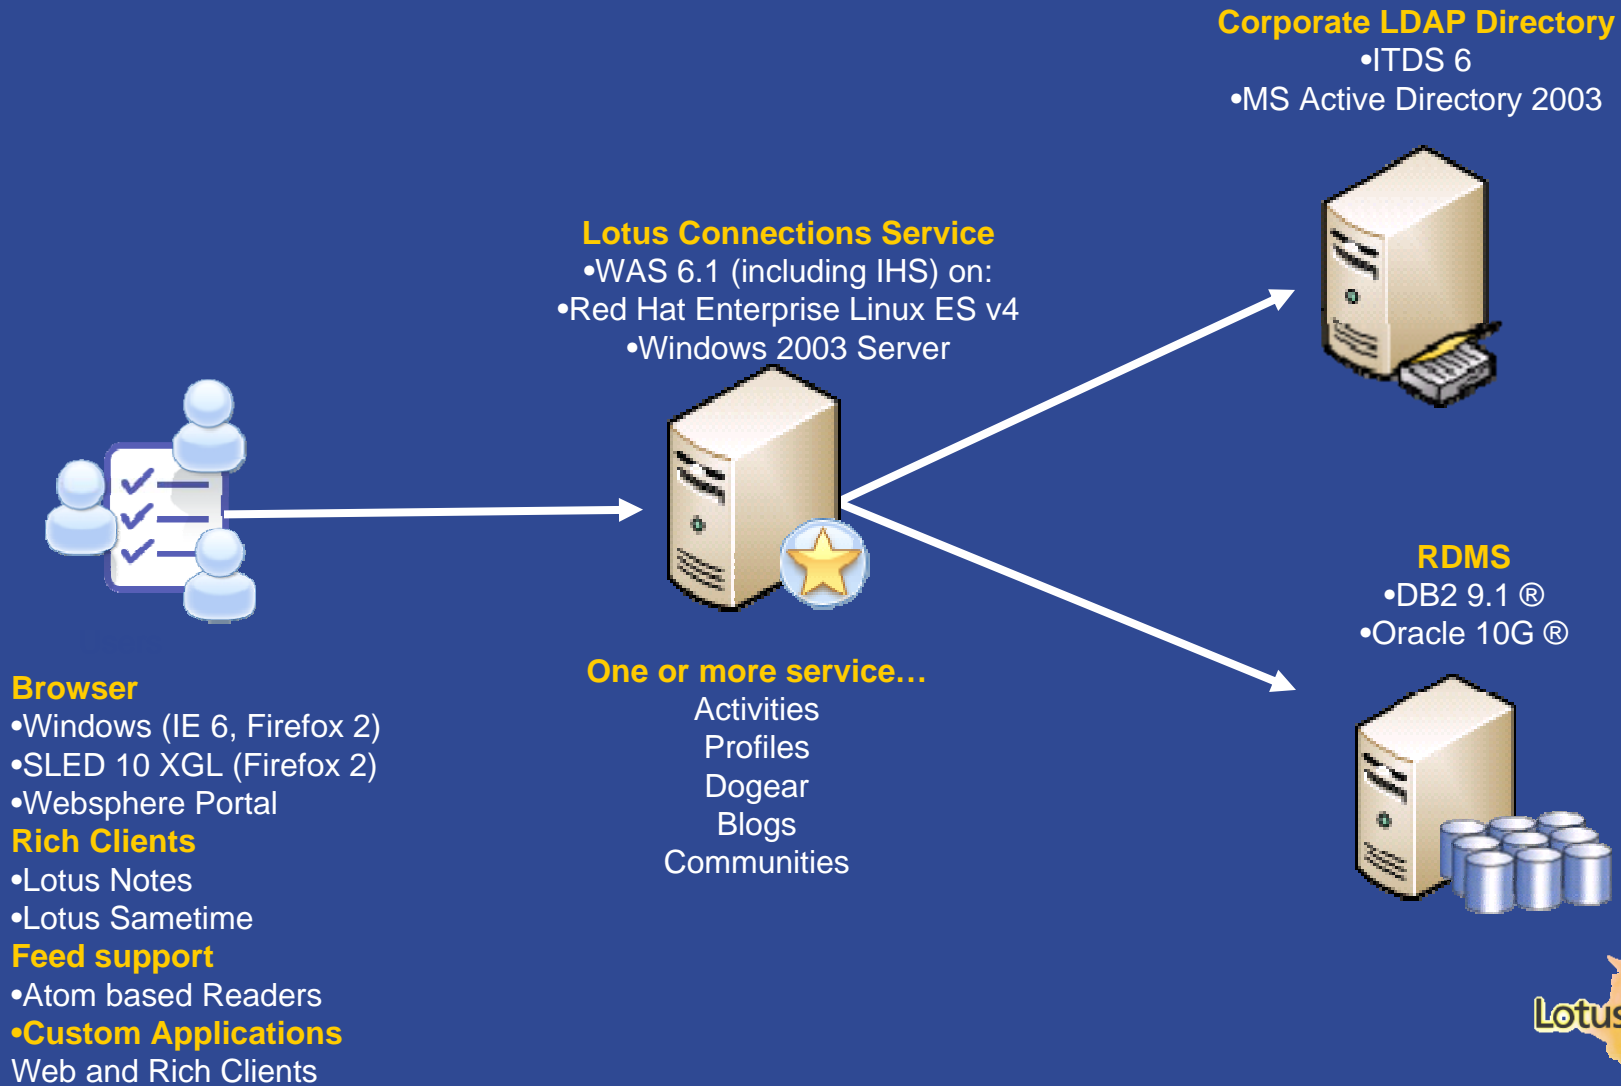 Corporate LDAP Directory
•ITDS 6
•MS Active Directory 2003
Lotus Connections Service
•WAS 6.1 (including IHS) on:
•Red Hat Enterprise Linux ES v4
•Windows 2003 Server
RDMS
•DB2 9.1 ®
•Oracle 10G ®
One or more service…
Activities
Profiles
Dogear
Blogs
Communities
Browser
•Windows (IE 6, Firefox 2)
•SLED 10 XGL (Firefox 2)
•Websphere Portal
Rich Clients
•Lotus Notes
•Lotus Sametime
Feed support
•Atom based Readers
•Custom Applications
Web and Rich Clients
Lotus